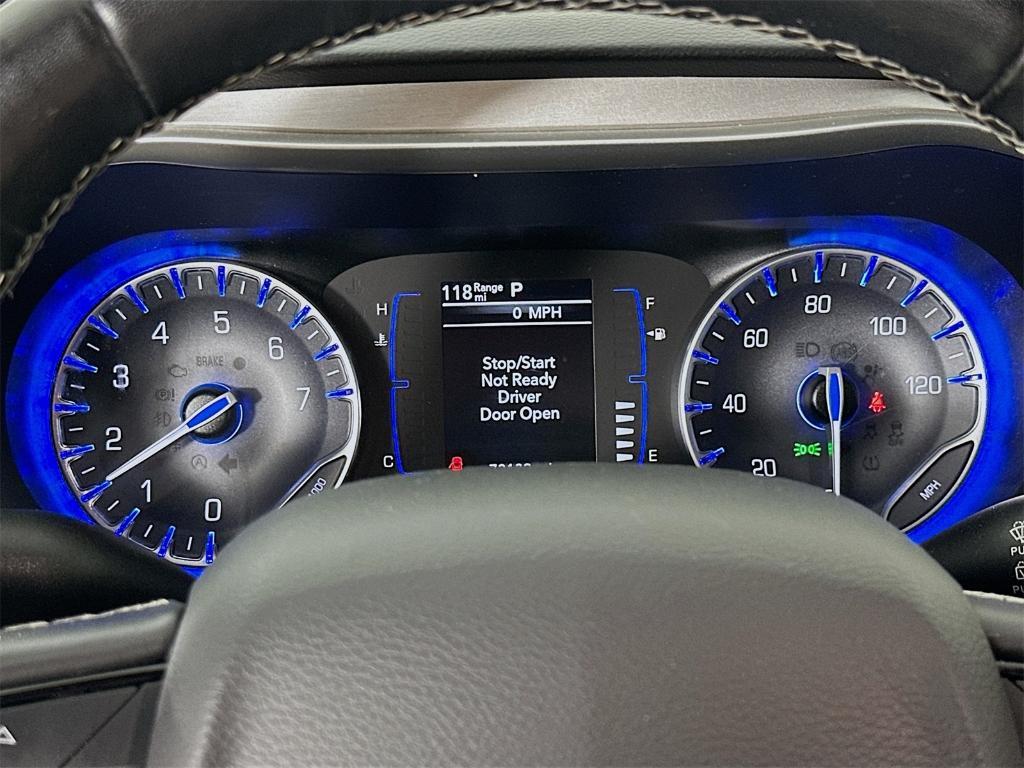 118 Range mi P
0 MPH
Stop/Start
Not Ready
Driver
Door Open
H
C
F
E
BRAKE
0
1
2
3
4
5
6
7
20
40
60
80
100
120
MPH